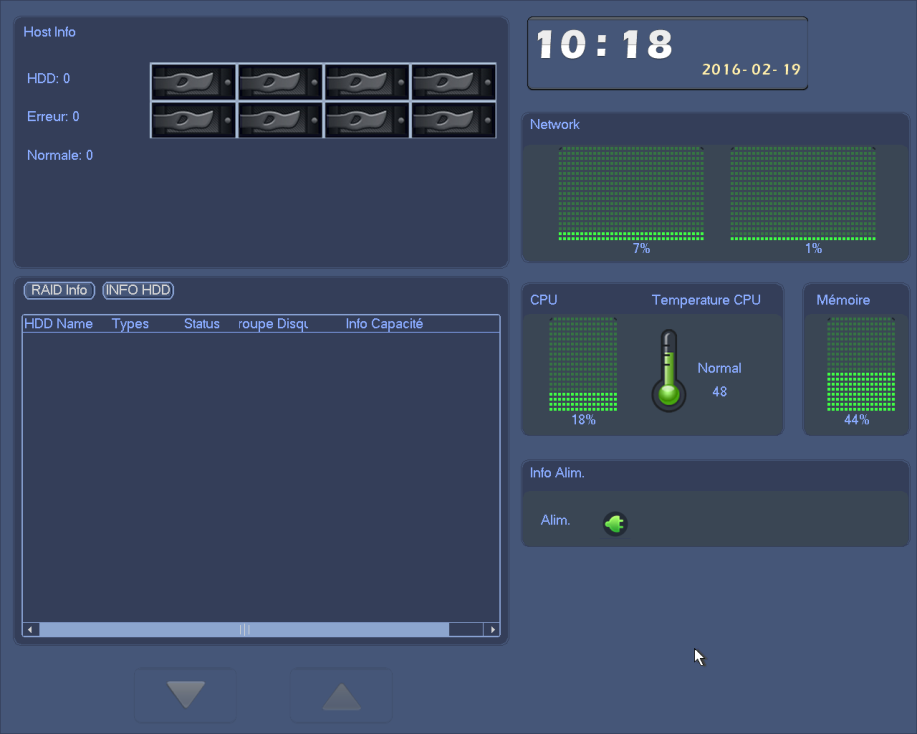 Host Info
HDD: 0
Erreur: 0
Normale: 0
10:18
2016-02-19
Network
7%
1%
RAID Info INFO HDD
HDD Name Types Status roupe Disqu Info Capacité
CPU Temperature CPU
Normal
48
18%
Mémoire
44%
Info Alim.
Alim.